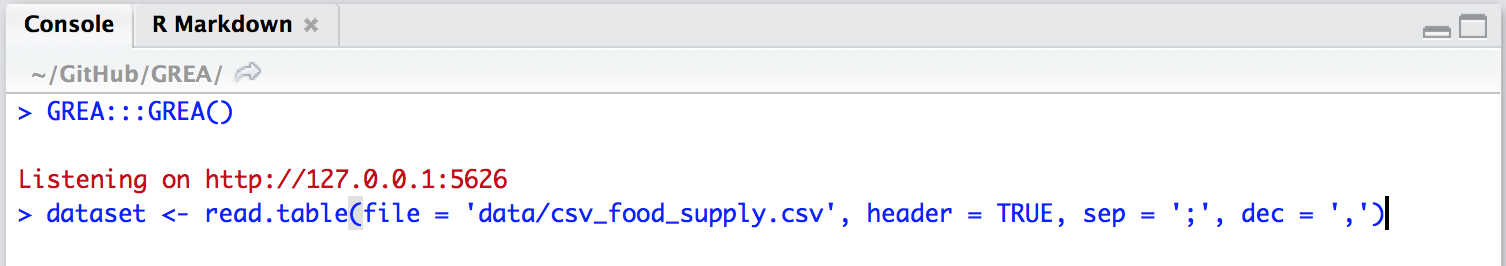 Console R Markdown
~/GitHub/GREA/
> GREA:::GREA()
Listening on http://127.0.0.1:5626
> dataset <- read.table(file = 'data/csv_food_supply.csv', header = TRUE, sep = ';', dec = ',')